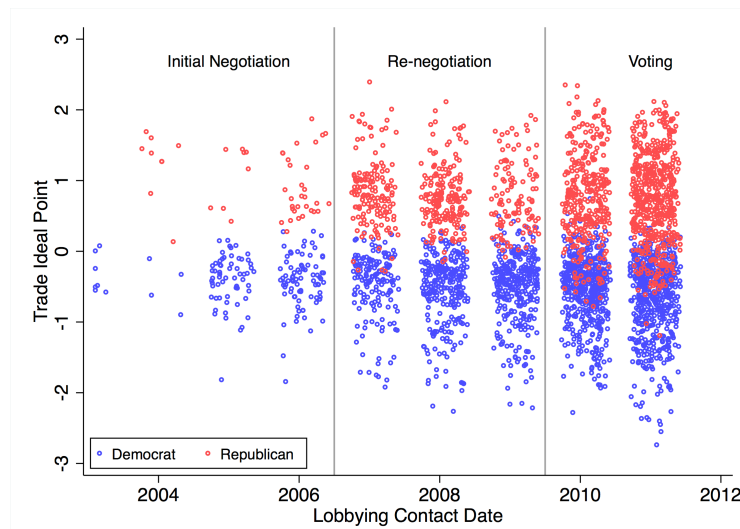 Initial Negotiation
Re-negotiation
Voting
Trade Ideal Point
3
2
1
0
-1
-2
-3
Democrat
Republican
2004
2006
2008
2010
2012
Lobbying Contact Date